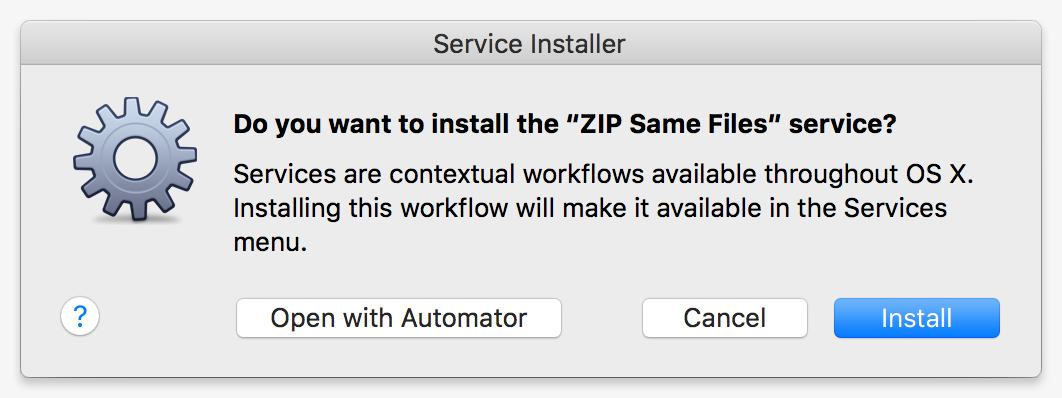 Service Installer
Do you want to install the “ZIP Same Files” service?
Services are contextual workflows available throughout OS X.
Installing this workflow will make it available in the Services
menu.
?
Open with Automator
Cancel
Install